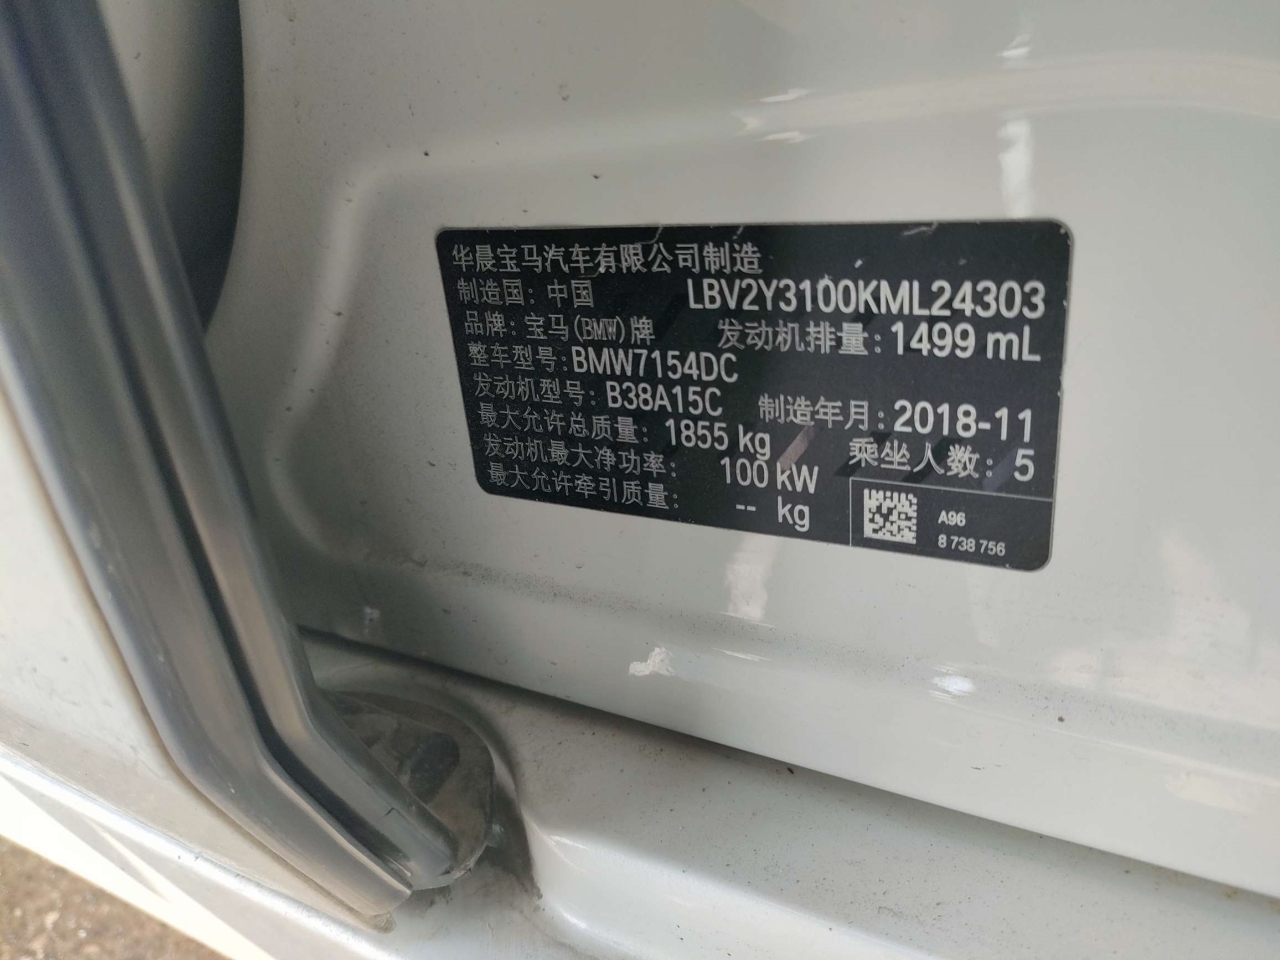 华晨宝马汽车有限公司制造
制造国：中国 LBV2Y3100KML24303
品牌：宝马(BMW)牌 发动机排量：1499 mL
整车型号：BMW7154DC
发动机型号：B38A15C 制造年月：2018-11
最大允许总质量：1855 kg 乘坐人数：5
发动机最大净功率：100 kW
最大允许牵引质量：-- kg
A96
8 738 756